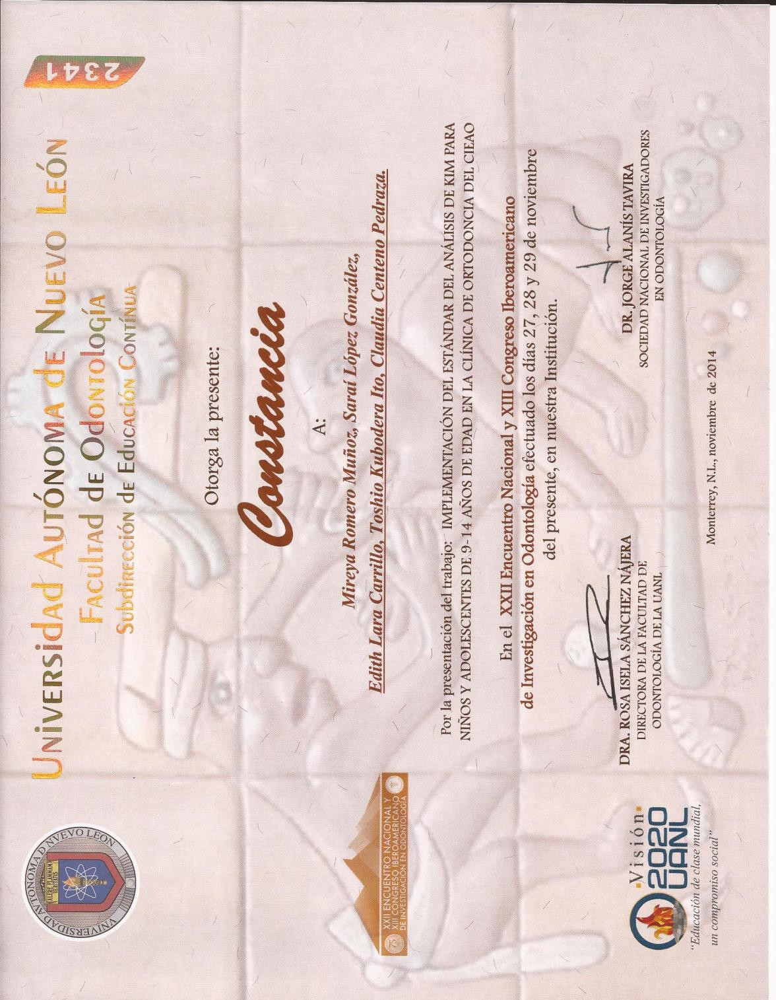 2341
Universidad Autónoma de Nuevo León
Facultad de Odontología
Subdirección de Educación Contínua
Otorga la presente:
Constancia
A:
Mireya Romero Muñoz, Saraí López González,
Edith Lara Carrillo, Toshio Kubodera Ito, Claudia Centeno Pedraza.
Por la presentación del trabajo: IMPLEMENTACIÓN DEL ESTÁNDAR DEL ANÁLISIS DE KIM PARA
NIÑOS Y ADOLESCENTES DE 9-14 AÑOS DE EDAD EN LA CLÍNICA DE ORTODONCIA DEL CIEAO
En el XXII Encuentro Nacional y XIII Congreso Iberoamericano
de Investigación en Odontología efectuado los días 27, 28 y 29 de noviembre
del presente, en nuestra Institución.
DRA. ROSA ISELA SÁNCHEZ NÁJERA
DIRECTORA DE LA FACULTAD DE
ODONTOLOGÍA DE LA UANL
DR. JORGE ALANÍS TAVIRA
SOCIEDAD NACIONAL DE INVESTIGADORES
EN ODONTOLOGÍA
Monterrey, N.L., noviembre de 2014
UNIVERSIDAD AVTONOMA D NVEVO LEON
ALERE FLAMMAM
VERITATIS
75
XXII ENCUENTRO NACIONAL Y
XIII CONGRESO IBEROAMERICANO
DE INVESTIGACIÓN EN ODONTOLOGÍA
Visión
2020
UANL
"Educación de clase mundial,
un compromiso social"